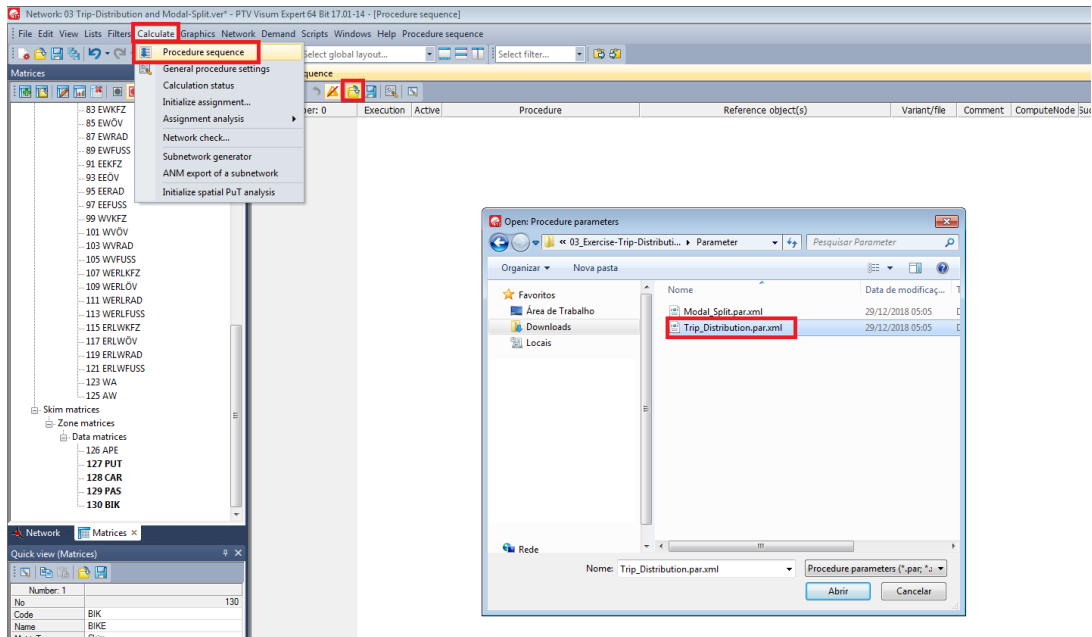 Network: 03 Trip-Distribution and Modal-Split.ver* - PTV Visum Expert 64 Bit 17.01-14 - [Procedure sequence]
File Edit View Lists Filters Calculate Graphics Network Demand Scripts Windows Help Procedure sequence
Procedure sequence
General procedure settings
Calculation status
Initialize assignment...
Assignment analysis
Network check...
Subnetwork generator
ANM export of a subnetwork
Initialize spatial PuT analysis
Select global layout...
Select filter...
Matrices
quence
er: 0 Execution Active Procedure Reference object(s) Variant/file Comment ComputeNode Suc
83 EWKFZ
85 EWÖV
87 EWRAD
89 EWFUSS
91 EEKFZ
93 EEÖV
95 EERAD
97 EEFUSS
99 WVKFZ
101 WVÖV
103 WVRAD
105 WVFUSS
107 WERLKFZ
109 WERLÖV
111 WERLRAD
113 WERLFUSS
115 ERLWKFZ
117 ERLWÖV
119 ERLWRAD
121 ERLWFUSS
123 WA
125 AW
Skim matrices
Zone matrices
Data matrices
126 APE
127 PUT
128 CAR
129 PAS
130 BIK
Network Matrices
Quick view (Matrices)
Number: 1
No 130
Code BIK
Name BIKE
Open: Procedure parameters
« 03_Exercise-Trip-Distributi... Parameter Pesquisar Parameter
Organizar Nova pasta
Favoritos
Área de Trabalho
Downloads
Locais
Rede
Nome Data de modificaç... T
Modal_Split.par.xml 29/12/2018 05:05
Trip_Distribution.par.xml 29/12/2018 05:05
Nome: Trip_Distribution.par.xml Procedure parameters (*.par; *.
Abrir Cancelar